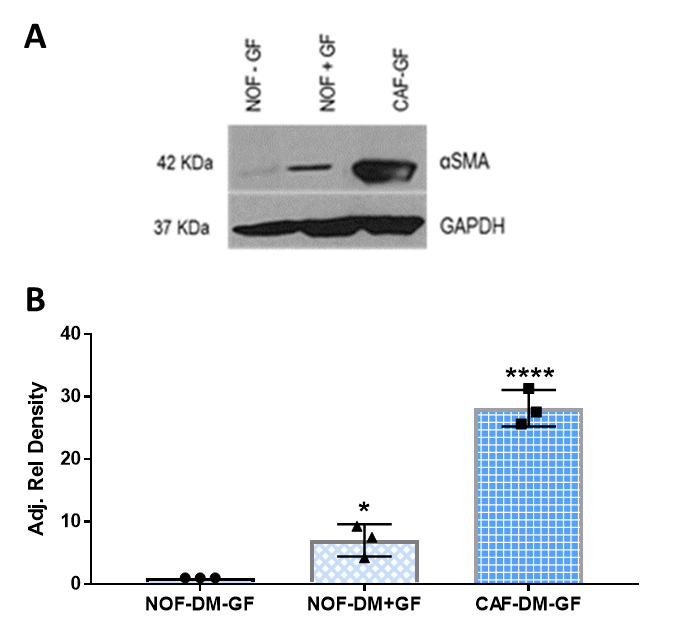 A
NOF - GF
NOF + GF
CAF-GF
42 KDa
αSMA
37 KDa
GAPDH
B
Adj. Rel Density
40
30
20
10
0
*
****
NOF-DM-GF
NOF-DM+GF
CAF-DM-GF